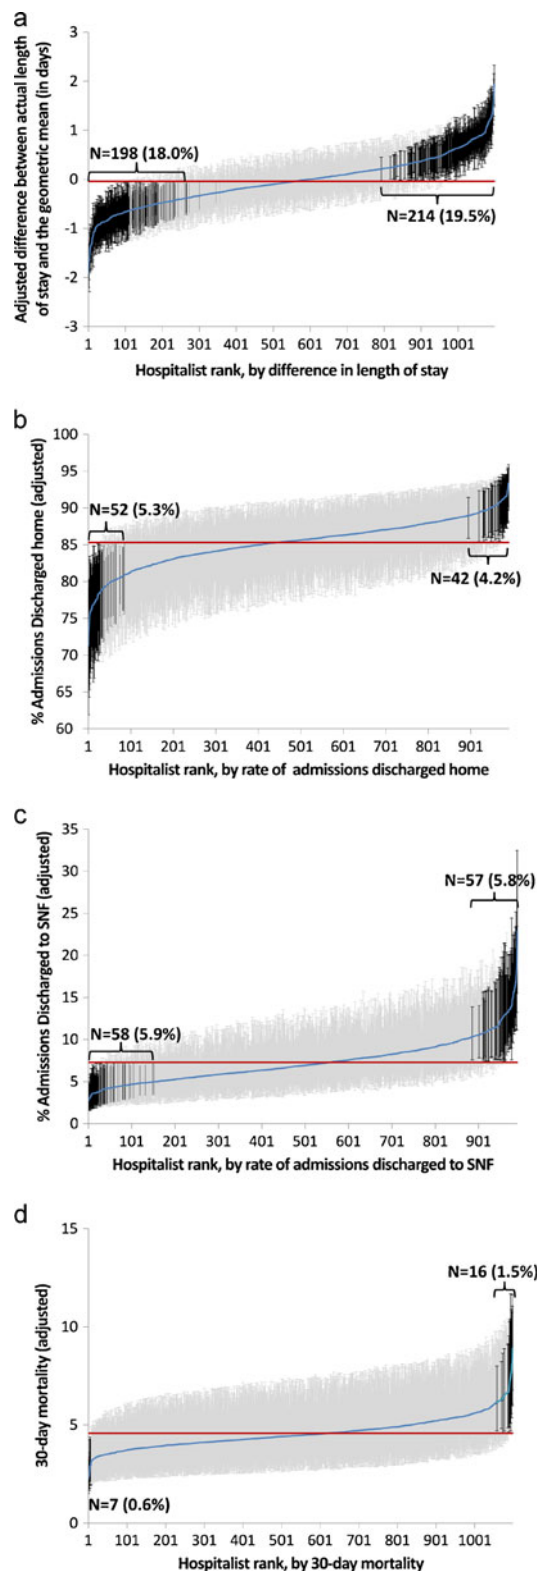 a
Adjusted difference between actual length
of stay and the geometric mean (in days)
3
2
1
0
-1
-2
-3
N=198 (18.0%)
N=214 (19.5%)
1 101 201 301 401 501 601 701 801 901 1001
Hospitalist rank, by difference in length of stay
b
% Admissions Discharged home (adjusted)
100
95
90
85
80
75
70
65
60
N=52 (5.3%)
N=42 (4.2%)
1 101 201 301 401 501 601 701 801 901
Hospitalist rank, by rate of admissions discharged home
c
% Admissions Discharged to SNF (adjusted)
35
30
25
20
15
10
5
0
N=57 (5.8%)
N=58 (5.9%)
1 101 201 301 401 501 601 701 801 901
Hospitalist rank, by rate of admissions discharged to SNF
d
30-day mortality (adjusted)
15
10
5
0
N=16 (1.5%)
N=7 (0.6%)
1 101 201 301 401 501 601 701 801 901 1001
Hospitalist rank, by 30-day mortality